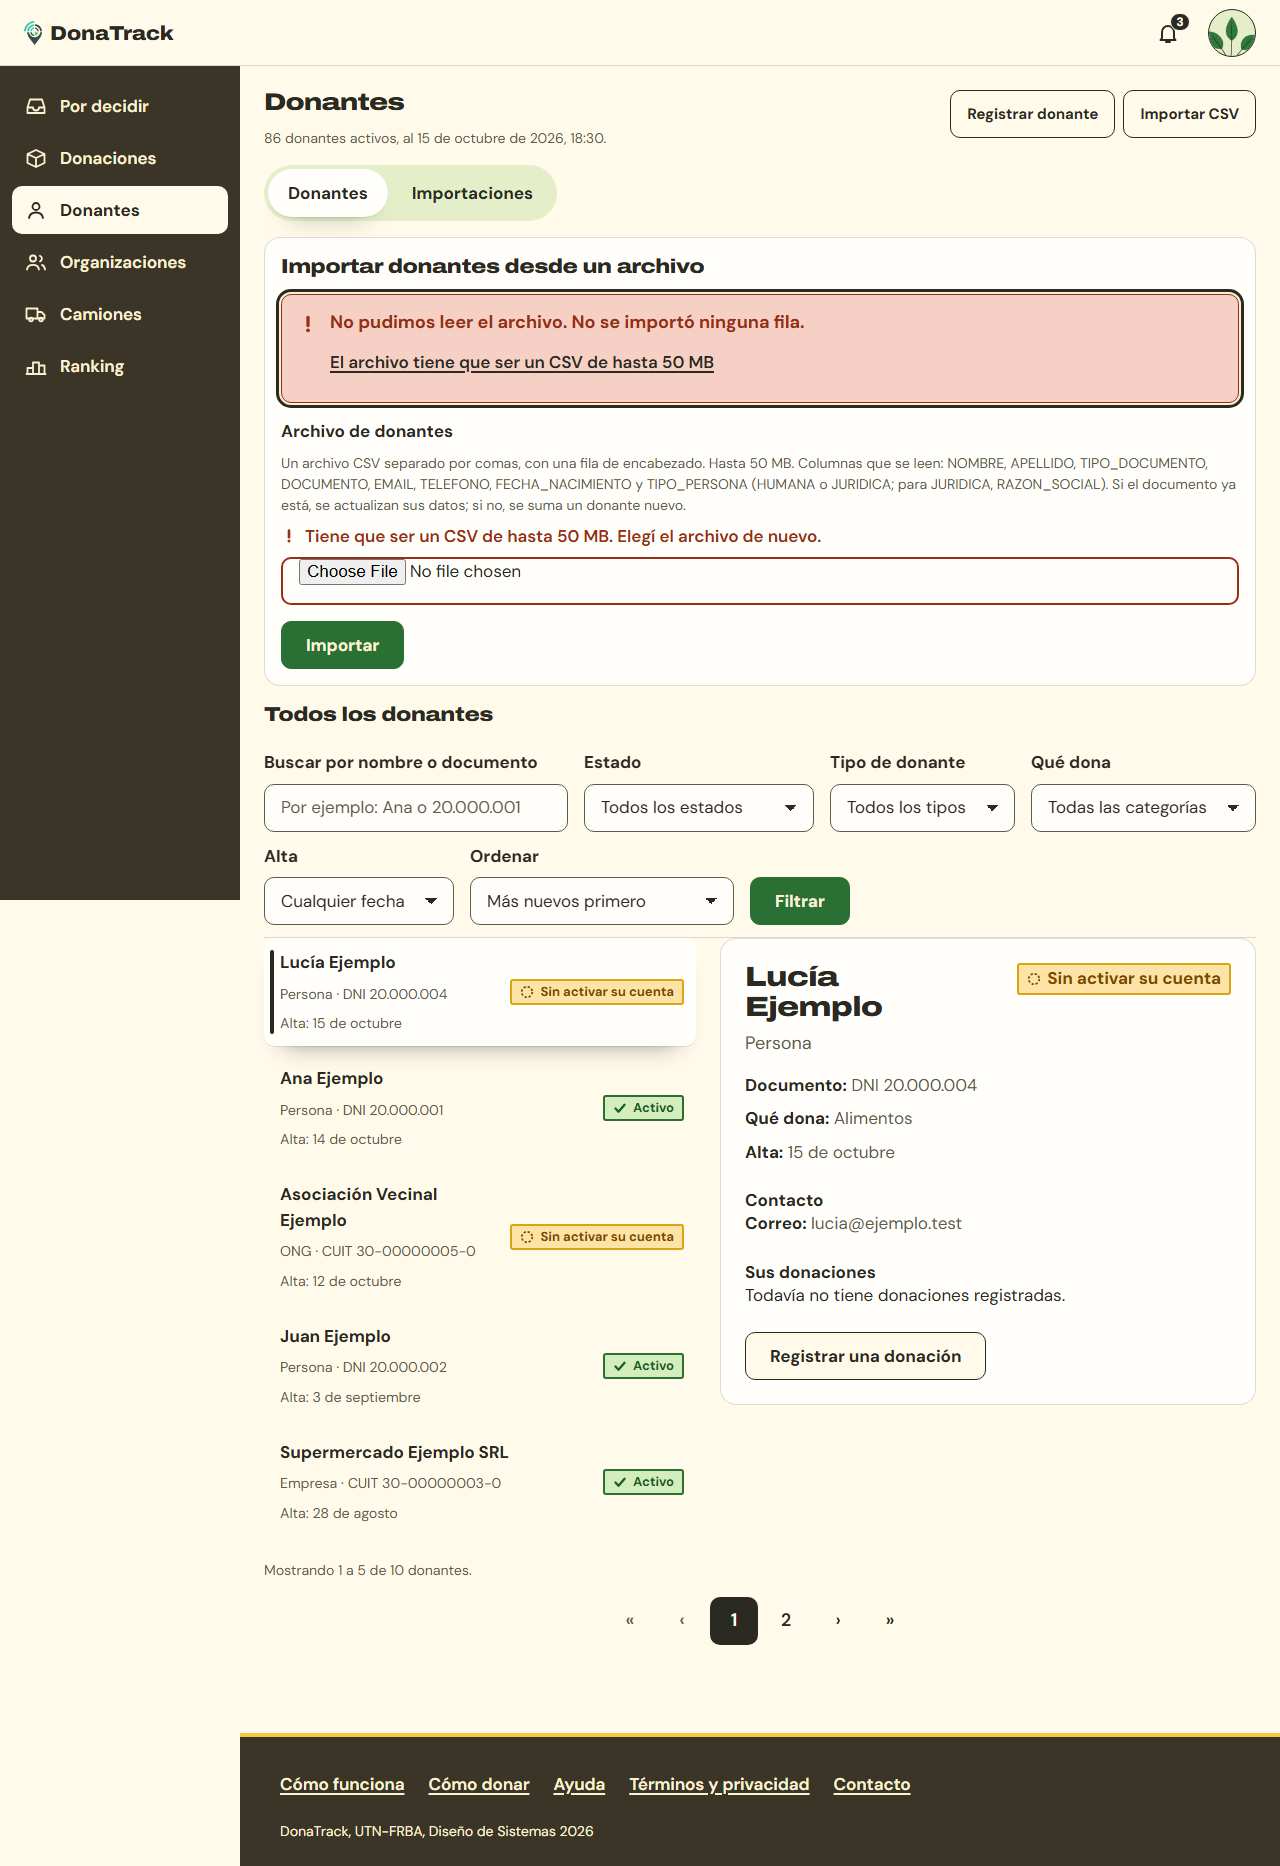 DonaTrack
3
Por decidir
Donaciones
Donantes
Organizaciones
Camiones
Ranking
Donantes
86 donantes activos, al 15 de octubre de 2026, 18:30.
Registrar donante
Importar CSV
Donantes
Importaciones
Importar donantes desde un archivo
No pudimos leer el archivo. No se importó ninguna fila.
El archivo tiene que ser un CSV de hasta 50 MB
Archivo de donantes
Un archivo CSV separado por comas, con una fila de encabezado. Hasta 50 MB. Columnas que se leen: NOMBRE, APELLIDO, TIPO_DOCUMENTO,
DOCUMENTO, EMAIL, TELEFONO, FECHA_NACIMIENTO y TIPO_PERSONA (HUMANA o JURIDICA; para JURIDICA, RAZON_SOCIAL). Si el documento ya
está, se actualizan sus datos; si no, se suma un donante nuevo.
Tiene que ser un CSV de hasta 50 MB. Elegí el archivo de nuevo.
Choose File No file chosen
Importar
Todos los donantes
Buscar por nombre o documento
Por ejemplo: Ana o 20.000.001
Estado
Todos los estados
Tipo de donante
Todos los tipos
Qué dona
Todas las categorías
Alta
Cualquier fecha
Ordenar
Más nuevos primero
Filtrar
Lucía Ejemplo
Persona · DNI 20.000.004
Alta: 15 de octubre
Sin activar su cuenta
Ana Ejemplo
Persona · DNI 20.000.001
Alta: 14 de octubre
Activo
Asociación Vecinal
Ejemplo
ONG · CUIT 30-00000005-0
Alta: 12 de octubre
Sin activar su cuenta
Juan Ejemplo
Persona · DNI 20.000.002
Alta: 3 de septiembre
Activo
Supermercado Ejemplo SRL
Empresa · CUIT 30-00000003-0
Alta: 28 de agosto
Activo
Lucía
Ejemplo
Sin activar su cuenta
Persona
Documento: DNI 20.000.004
Qué dona: Alimentos
Alta: 15 de octubre
Contacto
Correo: lucia@ejemplo.test
Sus donaciones
Todavía no tiene donaciones registradas.
Registrar una donación
Mostrando 1 a 5 de 10 donantes.
« ‹ 1 2 › »
Cómo funciona Cómo donar Ayuda Términos y privacidad Contacto
DonaTrack, UTN-FRBA, Diseño de Sistemas 2026